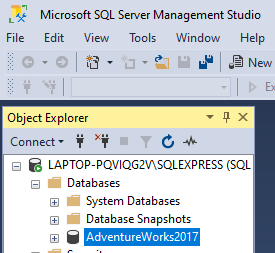 Microsoft SQL Server Management Studio
File Edit View Tools Window Help
New
Ex
Object Explorer
Connect
LAPTOP-PQVIQG2V\SQLEXPRESS (SQL
Databases
System Databases
Database Snapshots
AdventureWorks2017